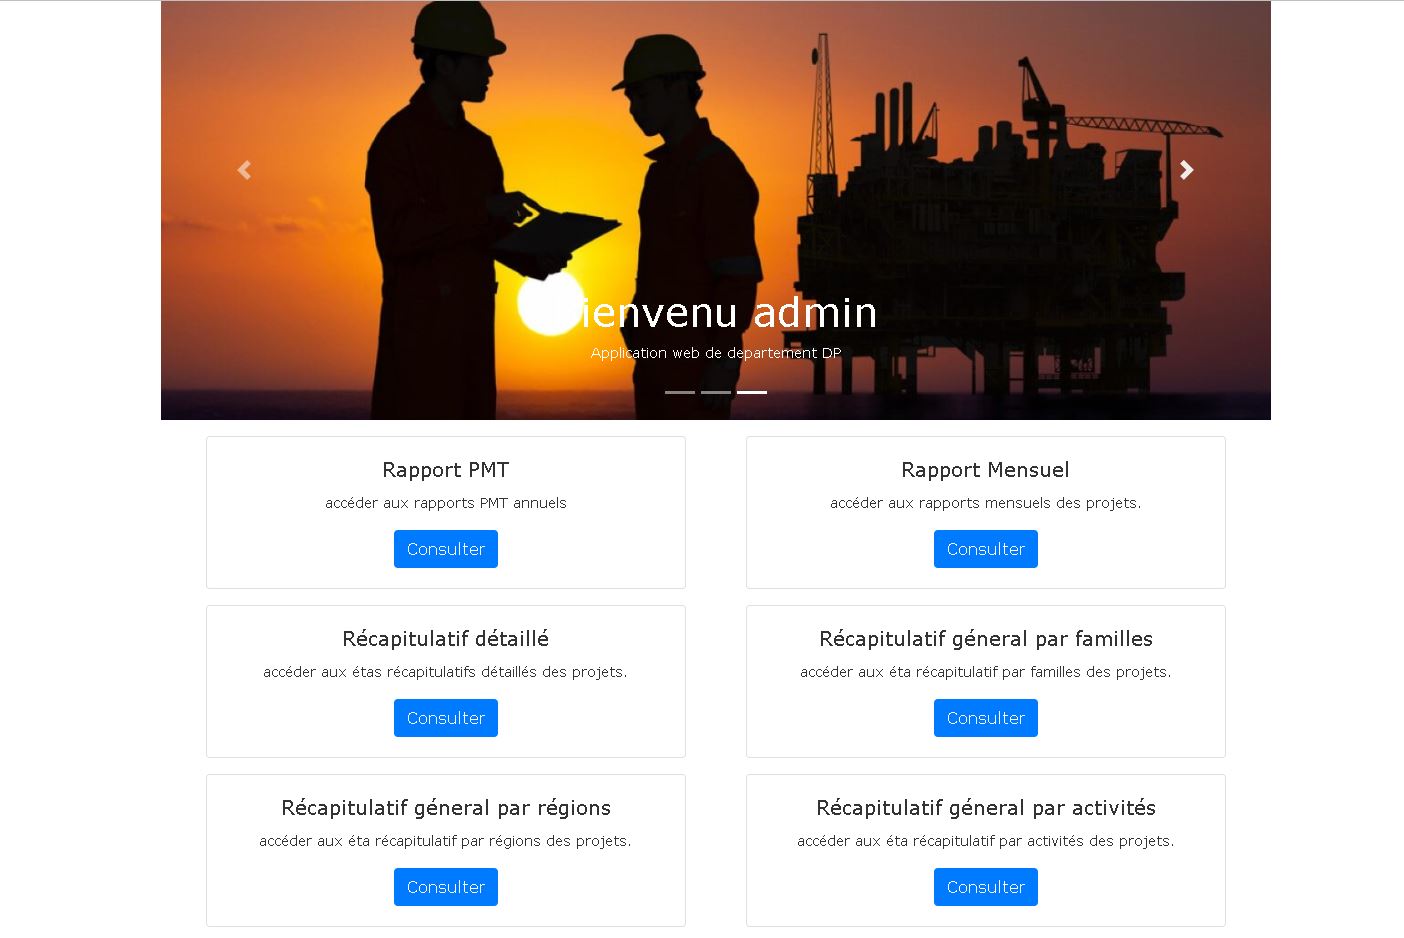 Bienvenu admin
Application web de departement DP
Rapport PMT
accéder aux rapports PMT annuels
Consulter
Rapport Mensuel
accéder aux rapports mensuels des projets.
Consulter
Récapitulatif détaillé
accéder aux étas récapitulatifs détaillés des projets.
Consulter
Récapitulatif géneral par familles
accéder aux éta récapitulatif par familles des projets.
Consulter
Récapitulatif géneral par régions
accéder aux éta récapitulatif par régions des projets.
Consulter
Récapitulatif géneral par activités
accéder aux éta récapitulatif par activités des projets.
Consulter